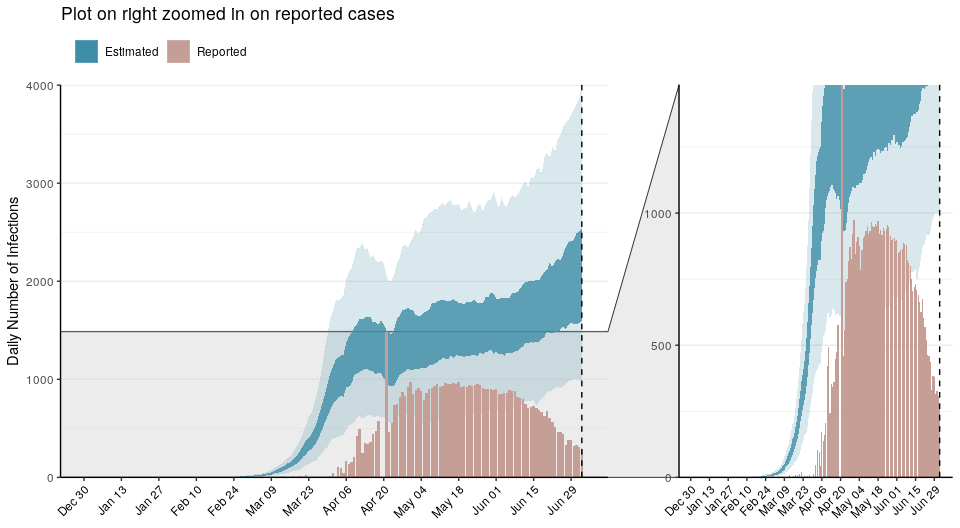 Plot on right zoomed in on reported cases
Estimated Reported
Daily Number of Infections
4000
3000
2000
1000
0
Dec 30 Jan 13 Jan 27 Feb 10 Feb 24 Mar 09 Mar 23 Apr 06 Apr 20 May 04 May 18 Jun 01 Jun 15 Jun 29
1000
500
0
Dec 30 Jan 13 Jan 27 Feb 10 Feb 24 Mar 09 Mar 23 Apr 06 Apr 20 May 04 May 18 Jun 01 Jun 15 Jun 29